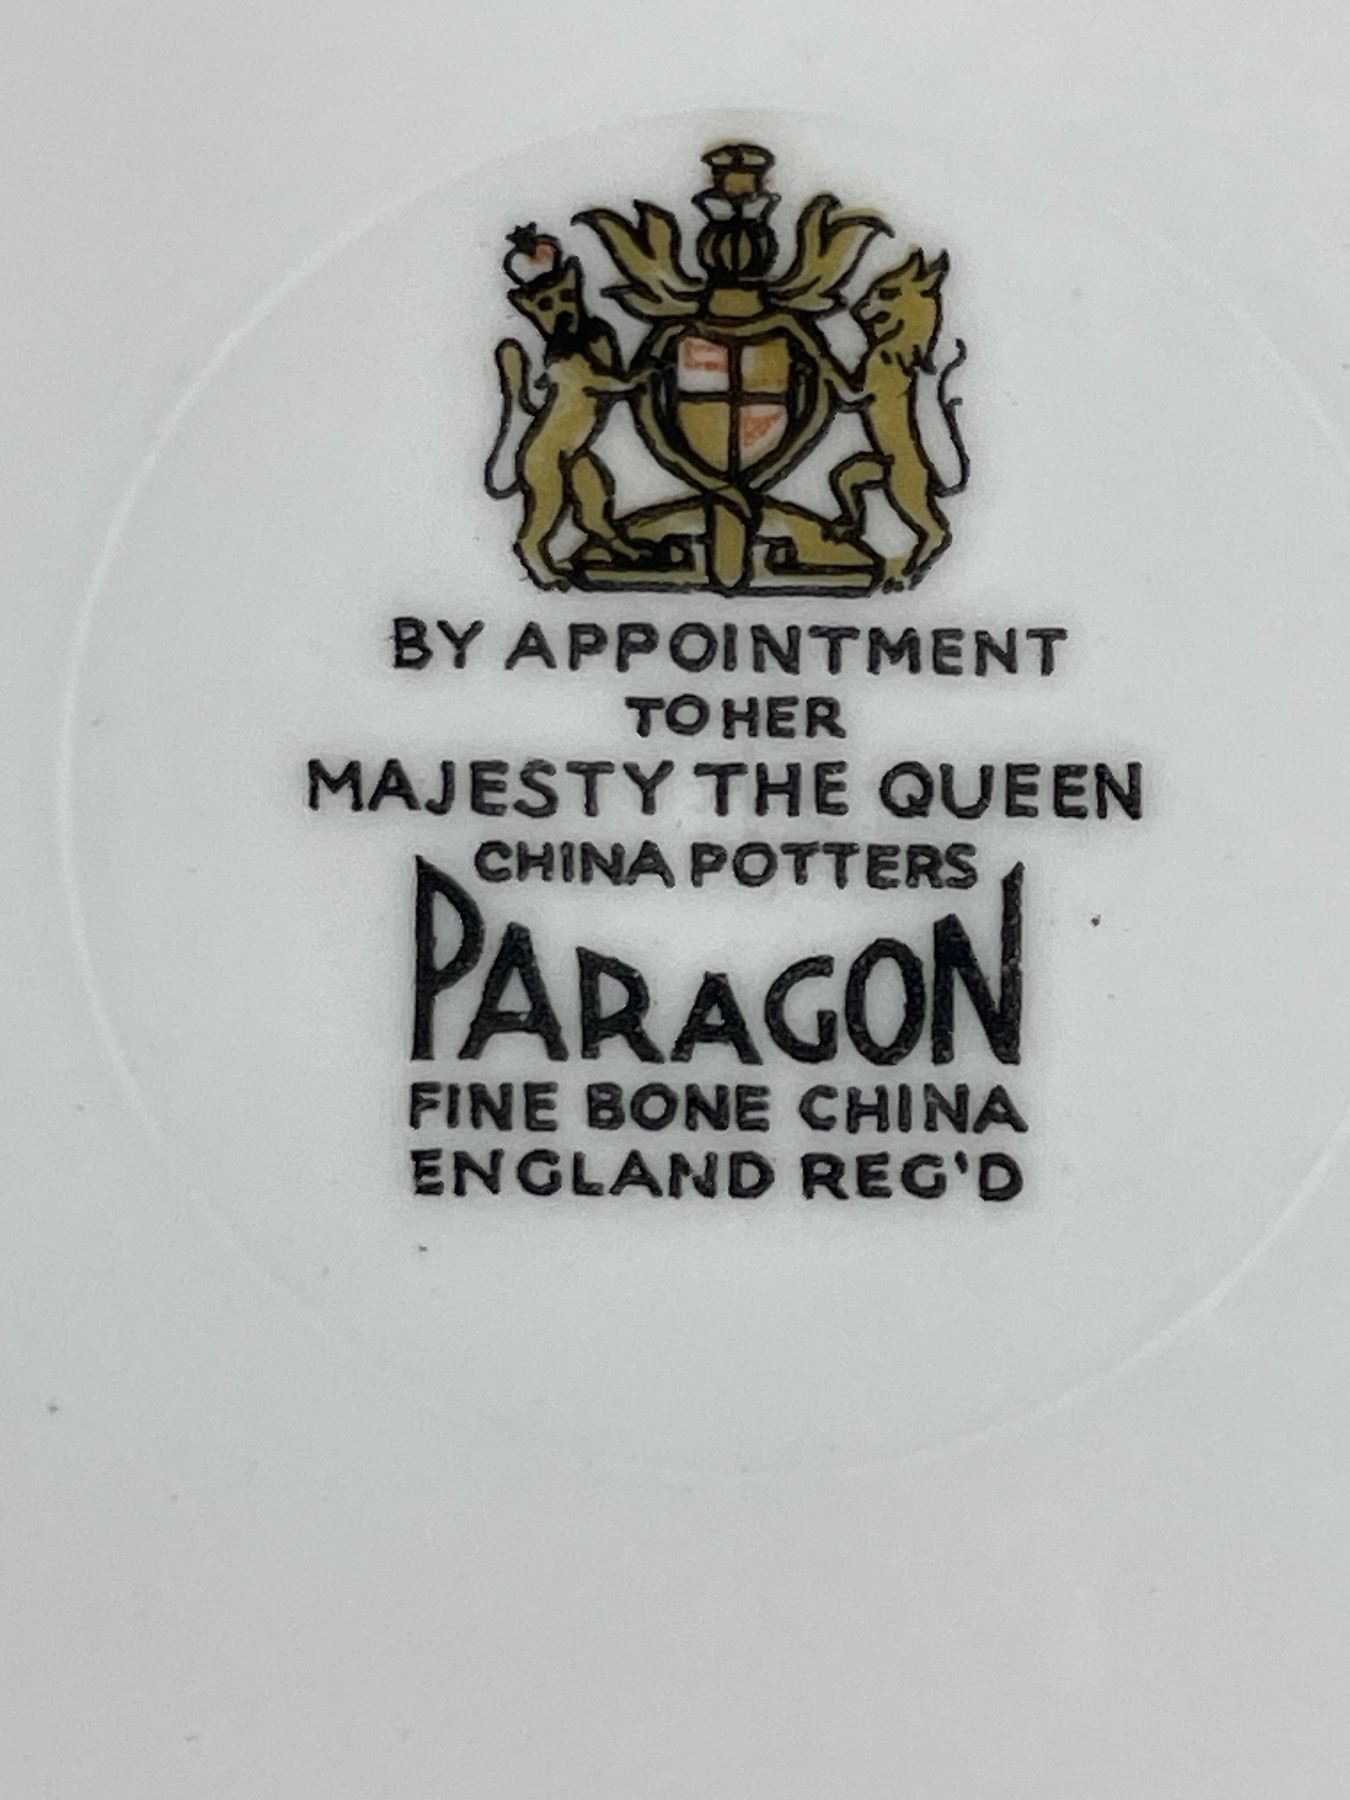 BY APPOINTMENT
TO HER
MAJESTY THE QUEEN
CHINA POTTERS
PARAGON
FINE BONE CHINA
ENGLAND REG'D